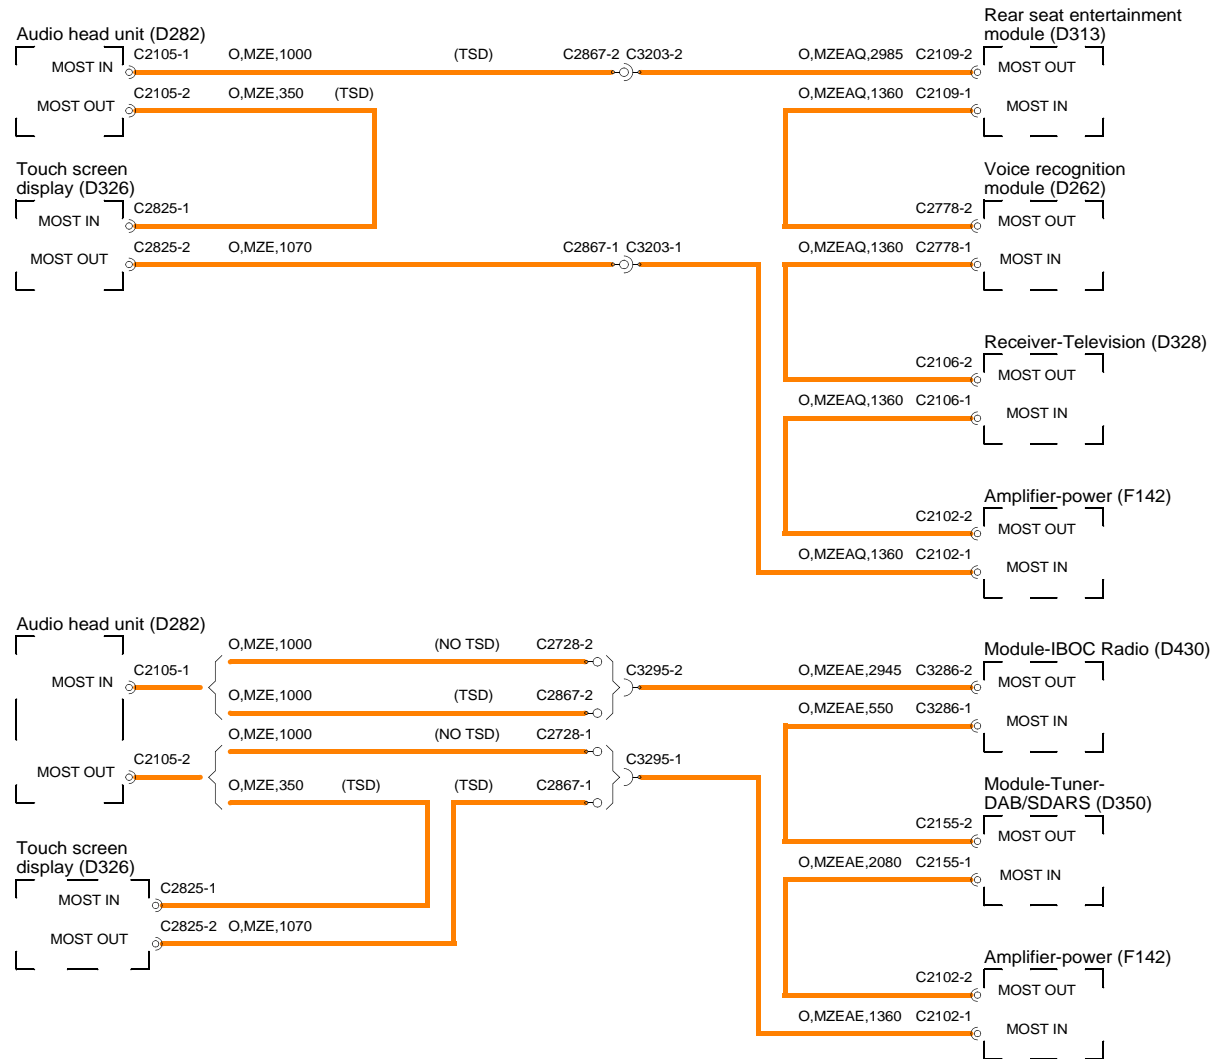 Rear seat entertainment
module (D313)
Audio head unit (D282)
C2105-1 O,MZE,1000 (TSD) C2867-2 C3203-2 O,MZEAQ,2985 C2109-2
MOST IN MOST OUT
C2105-2 O,MZE,350 (TSD) O,MZEAQ,1360 C2109-1
MOST OUT MOST IN
Touch screen
display (D326)
Voice recognition
module (D262)
C2825-1 C2778-2
MOST IN MOST OUT
C2825-2 O,MZE,1070 C2867-1 C3203-1 O,MZEAQ,1360 C2778-1
MOST OUT MOST IN
Receiver-Television (D328)
C2106-2
MOST OUT
O,MZEAQ,1360 C2106-1
MOST IN
Amplifier-power (F142)
C2102-2
MOST OUT
O,MZEAQ,1360 C2102-1
MOST IN
Audio head unit (D282)
O,MZE,1000 (NO TSD) C2728-2
Module-IBOC Radio (D430)
C2105-1 C3295-2 O,MZEAE,2945 C3286-2
MOST IN MOST OUT
O,MZE,1000 (TSD) C2867-2
O,MZEAE,550 C3286-1
MOST IN
O,MZE,1000 (NO TSD) C2728-1
C2105-2 C3295-1
MOST OUT
O,MZE,350 (TSD) (TSD) C2867-1
Module-Tuner-
DAB/SDARS (D350)
C2155-2
MOST OUT
Touch screen
display (D326)
O,MZEAE,2080 C2155-1
MOST IN
C2825-1
MOST IN
C2825-2 O,MZE,1070
MOST OUT
Amplifier-power (F142)
C2102-2
MOST OUT
O,MZEAE,1360 C2102-1
MOST IN